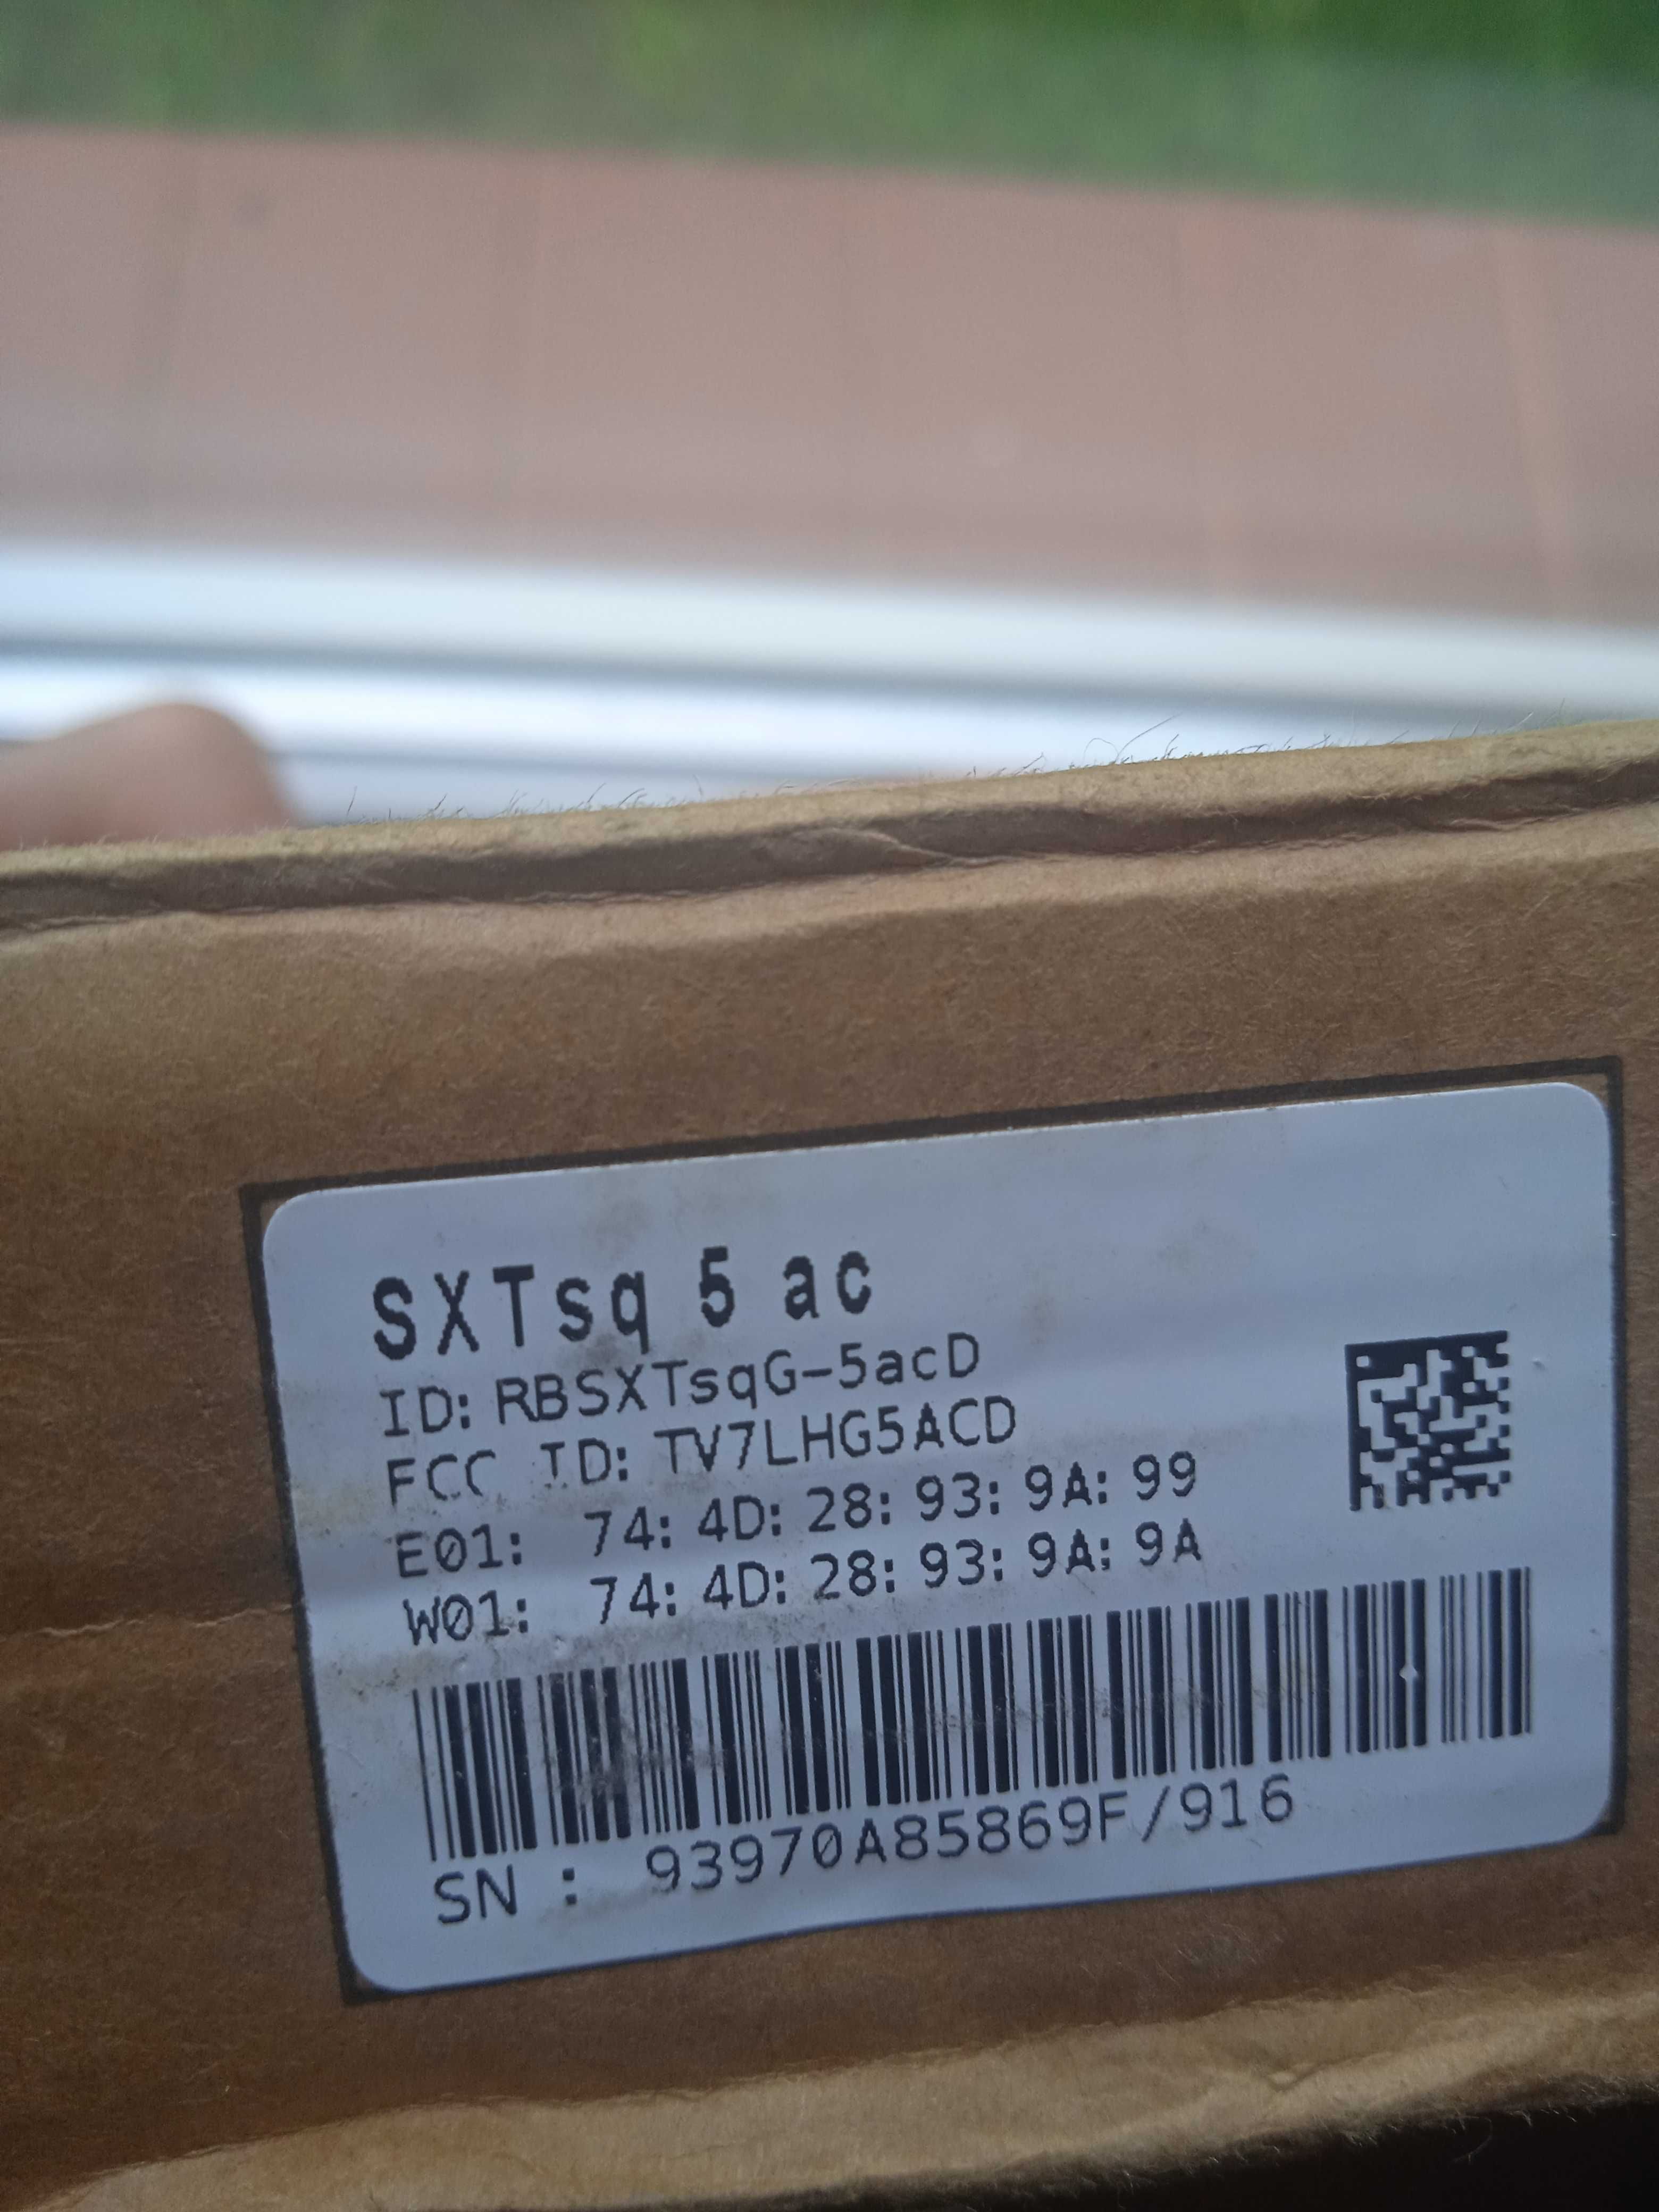 SXTsq 5 ac
ID: RBSXTsqG-5acD
FCC ID: TV7LHG5ACD
E01: 74:4D:28:93:9A:99
W01: 74:4D:28:93:9A:9A
SN : 93970A85869F/916